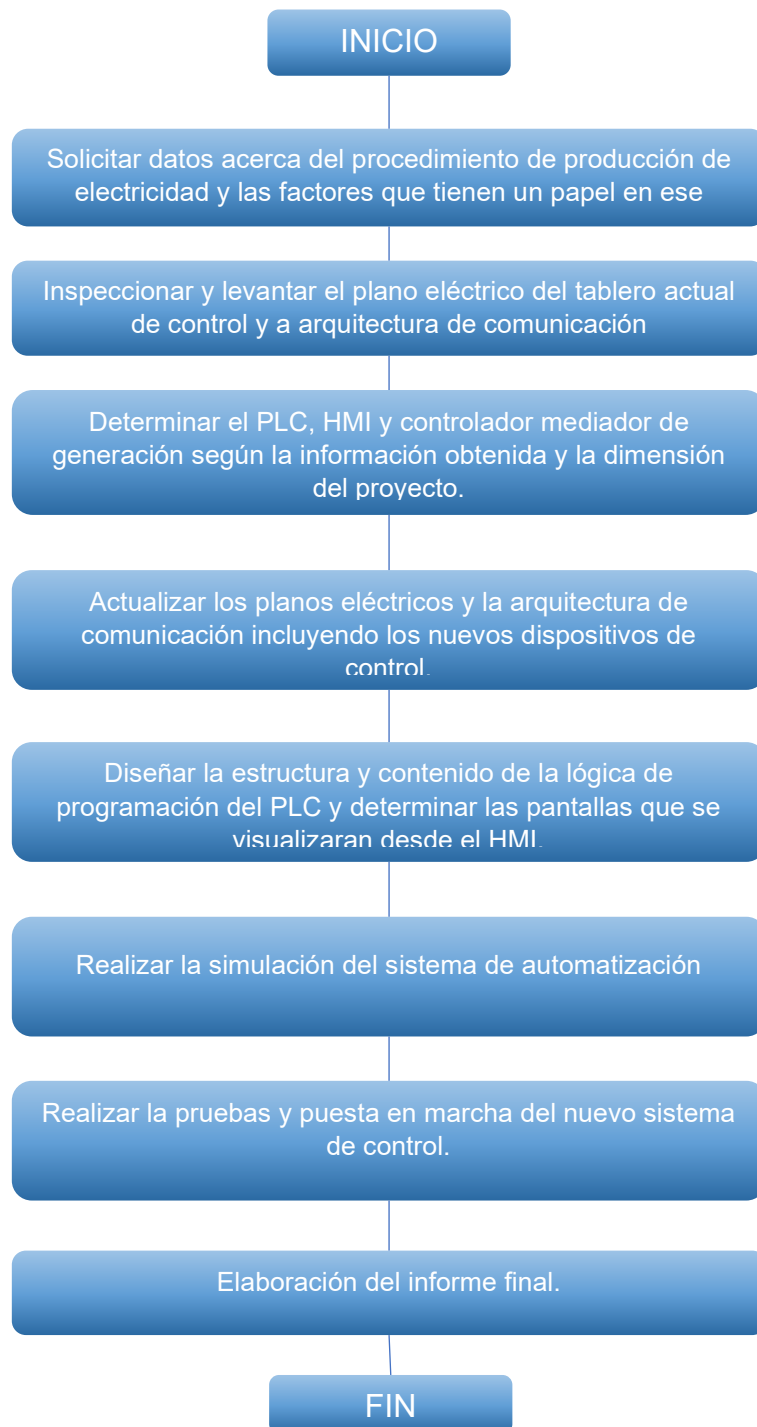 INICIO
Solicitar datos acerca del procedimiento de producción de
electricidad y las factores que tienen un papel en ese
Inspeccionar y levantar el plano eléctrico del tablero actual
de control y a arquitectura de comunicación
Determinar el PLC, HMI y controlador mediador de
generación según la información obtenida y la dimensión
del proyecto.
Actualizar los planos eléctricos y la arquitectura de
comunicación incluyendo los nuevos dispositivos de
control.
Diseñar la estructura y contenido de la lógica de
programación del PLC y determinar las pantallas que se
visualizaran desde el HMI.
Realizar la simulación del sistema de automatización
Realizar la pruebas y puesta en marcha del nuevo sistema
de control.
Elaboración del informe final.
FIN